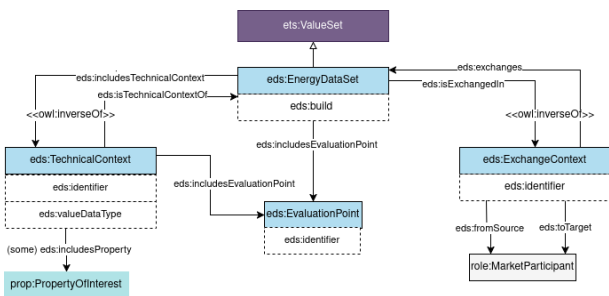 ets:ValueSet
eds:exchanges
eds:includesTechnicalContext
eds:EnergyDataSet
eds:isExchangedIn
eds:isTechnicalContextOf
eds:build
<<owl:inverseOf>>
<<owl:inverseOf>>
eds:includesEvaluationPoint
eds:TechnicalContext
eds:ExchangeContext
eds:includesEvaluationPoint
eds:identifier
eds:identifier
eds:valueDataType
eds:EvaluationPoint
eds:fromSource
eds:toTarget
eds:identifier
(some) eds:includesProperty
role:MarketParticipant
prop:PropertyOfInterest